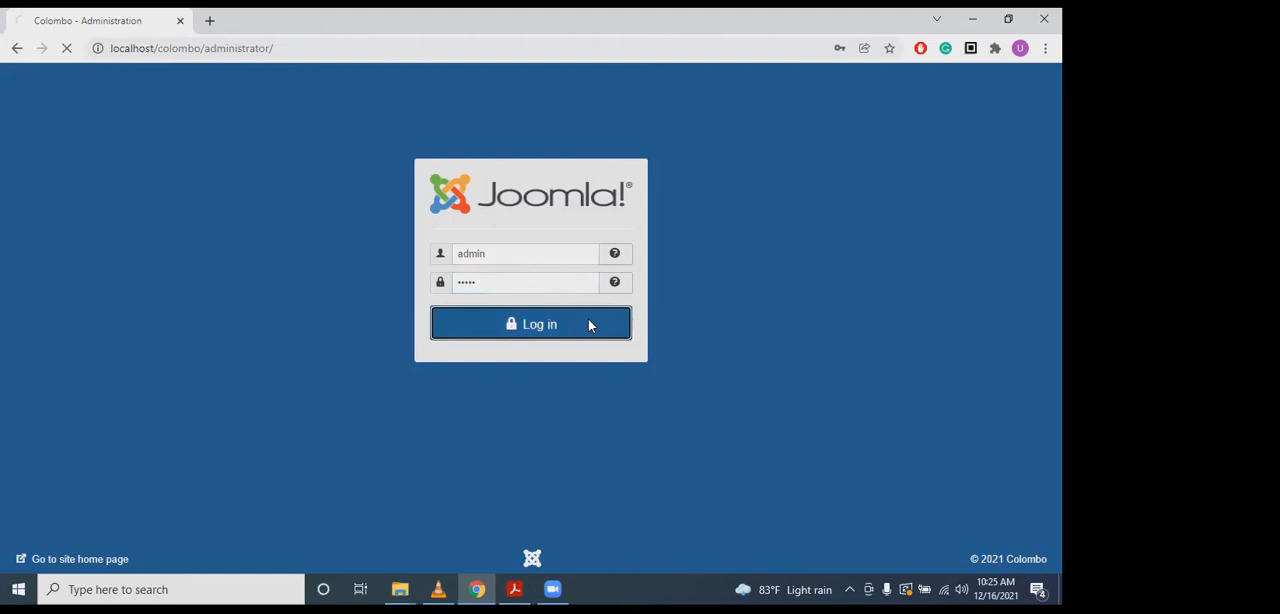 Colombo - Administration
localhost/colombo/administrator/
U
Joomla!®
admin
•••••
Log in
Go to site home page
© 2021 Colombo
Type here to search
83°F Light rain
10:25 AM
12/16/2021
4